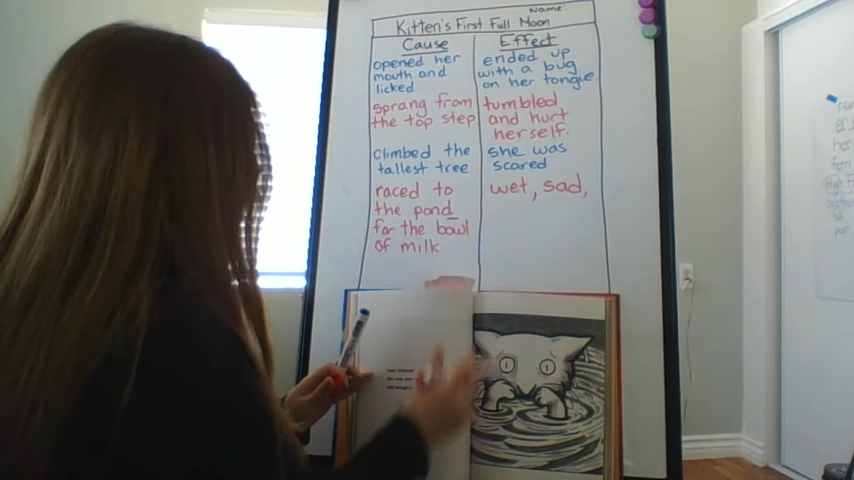 Name:
Kitten's First Full Moon
Cause
opened her
mouth and
licked
sprang from
the top step
climbed the
tallest tree
raced to
the pond
for the bowl
of milk
Effect
ended up
with a bug
on her tongue
tumbled
and hurt
herself.
she was
scared
wet, sad,